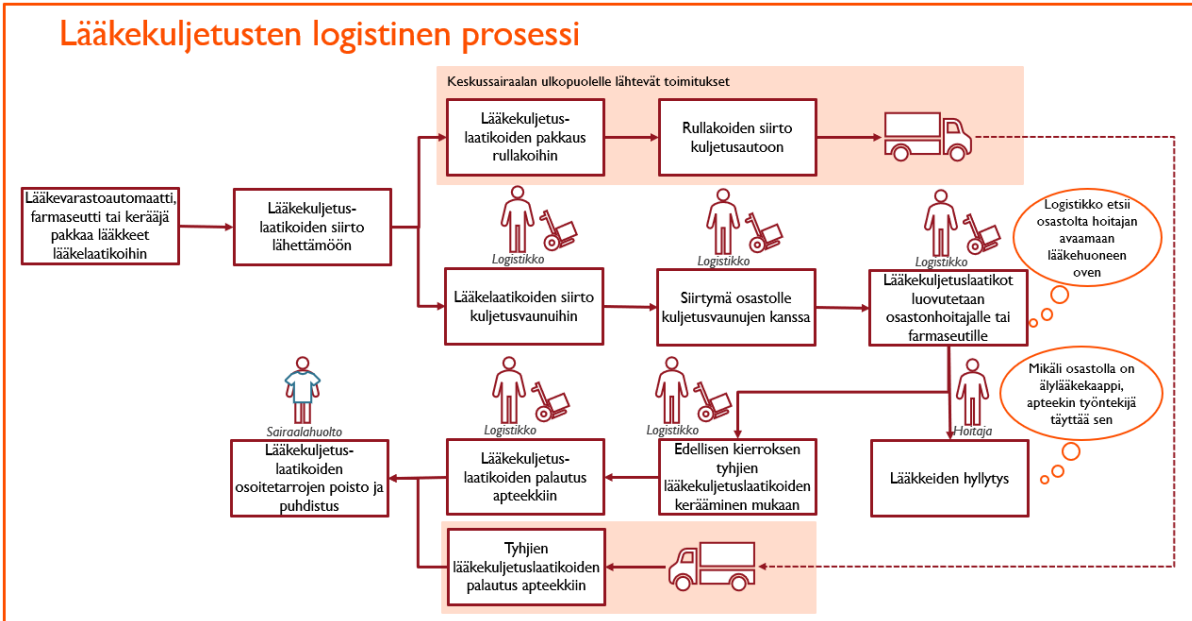 Lääkekuljetusten logistinen prosessi
Keskussairaalan ulkopuolelle lähtevät toimitukset
Lääkekuljetus-
laatikoiden pakkaus
rullakoihin
Rullakoiden siirto
kuljetusautoon
Lääkevarastoautomaatti,
farmaseutti tai kerääjä
pakkaa lääkkeet
lääkelaatikoihin
Lääkekuljetus-
laatikoiden siirto
lähettämöön
Logistikko
Logistikko
Logistikko
Logistikko etsii
osastolta hoitajan
avaamaan
lääkehuoneen
oven
Lääkelaatikoiden siirto
kuljetusvaunuihin
Siirtymä osastolle
kuljetusvaunujen kanssa
Lääkekuljetuslaatikot
luovutetaan
osastonhoitajalle tai
farmaseutille
Sairaalahuolto
Logistikko
Logistikko
Hoitaja
Mikäli osastolla on
älylääkekaappi,
apteekin työntekijä
täyttää sen
Lääkekuljetus-
laatikoiden
osoitetarrojen poisto ja
puhdistus
Lääkekuljetus-
laatikoiden palautus
apteekkiin
Edellisen kierroksen
tyhjien
lääkekuljetuslaatikoiden
kerääminen mukaan
Lääkkeiden hyllytys
Tyhjien
lääkekuljetuslaatikoiden
palautus apteekkiin